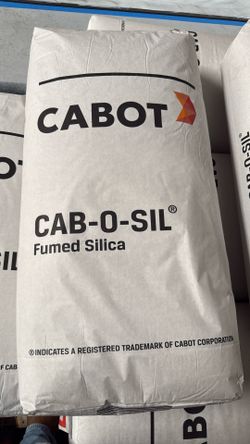 CABOT
CAB-O-SIL®
Fumed Silica
® INDICATES A REGISTERED TRADEMARK OF CABOT CORPORATION